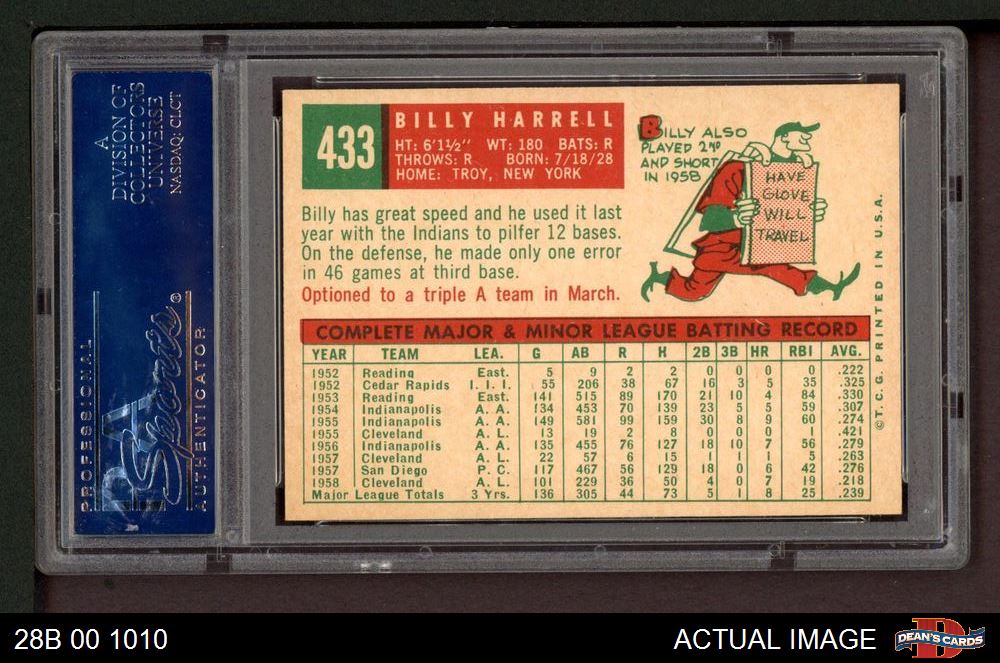 A
DIVISION OF
COLLECTORS
UNIVERSE
NASDAQ: CLCT
PROFESSIONAL
PSA
Sports®
AUTHENTICATOR
433
BILLY HARRELL
HT: 6'1½" WT: 180 BATS: R
THROWS: R BORN: 7/18/28
HOME: TROY, NEW YORK
BILLY ALSO
PLAYED 2ND
AND SHORT
IN 1958
HAVE
GLOVE
WILL
TRAVEL
Billy has great speed and he used it last
year with the Indians to pilfer 12 bases.
On the defense, he made only one error
in 46 games at third base.
Optioned to a triple A team in March.
COMPLETE MAJOR & MINOR LEAGUE BATTING RECORD
YEAR TEAM LEA. G AB R H 2B 3B HR RBI AVG.
1952 Reading East. 5 9 2 2 0 0 0 0 .222
1952 Cedar Rapids I. I. I. 55 206 38 67 16 3 5 35 .325
1953 Reading East. 141 515 89 170 21 10 4 84 .330
1954 Indianapolis A. A. 134 453 70 139 23 5 5 59 .307
1955 Indianapolis A. A. 149 581 99 159 30 8 9 60 .274
1955 Cleveland A. L. 13 19 2 8 0 0 0 1 .421
1956 Indianapolis A. A. 135 455 76 127 18 10 7 56 .279
1957 Cleveland A. L. 22 57 6 15 1 1 1 5 .263
1957 San Diego P. C. 117 467 56 129 18 0 6 42 .276
1958 Cleveland A. L. 101 229 36 50 4 0 7 19 .218
Major League Totals 3 Yrs. 136 305 44 73 5 1 8 25 .239
©T. C. G. PRINTED IN U.S.A.
28B 00 1010
ACTUAL IMAGE
DEAN'S CARDS